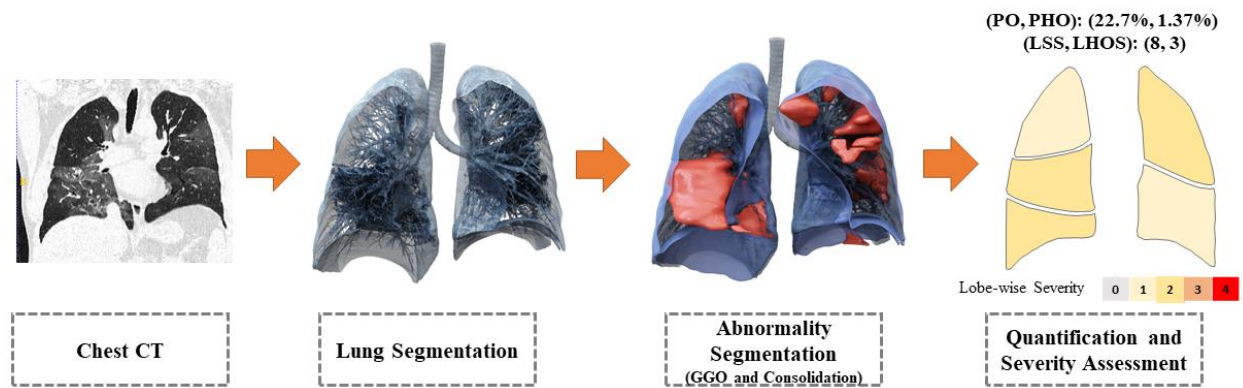 (PO, PHO): (22.7%, 1.37%)
(LSS, LHOS): (8, 3)
Lobe-wise Severity 0 1 2 3 4
Chest CT
Lung Segmentation
Abnormality
Segmentation
(GGO and Consolidation)
Quantification and
Severity Assessment